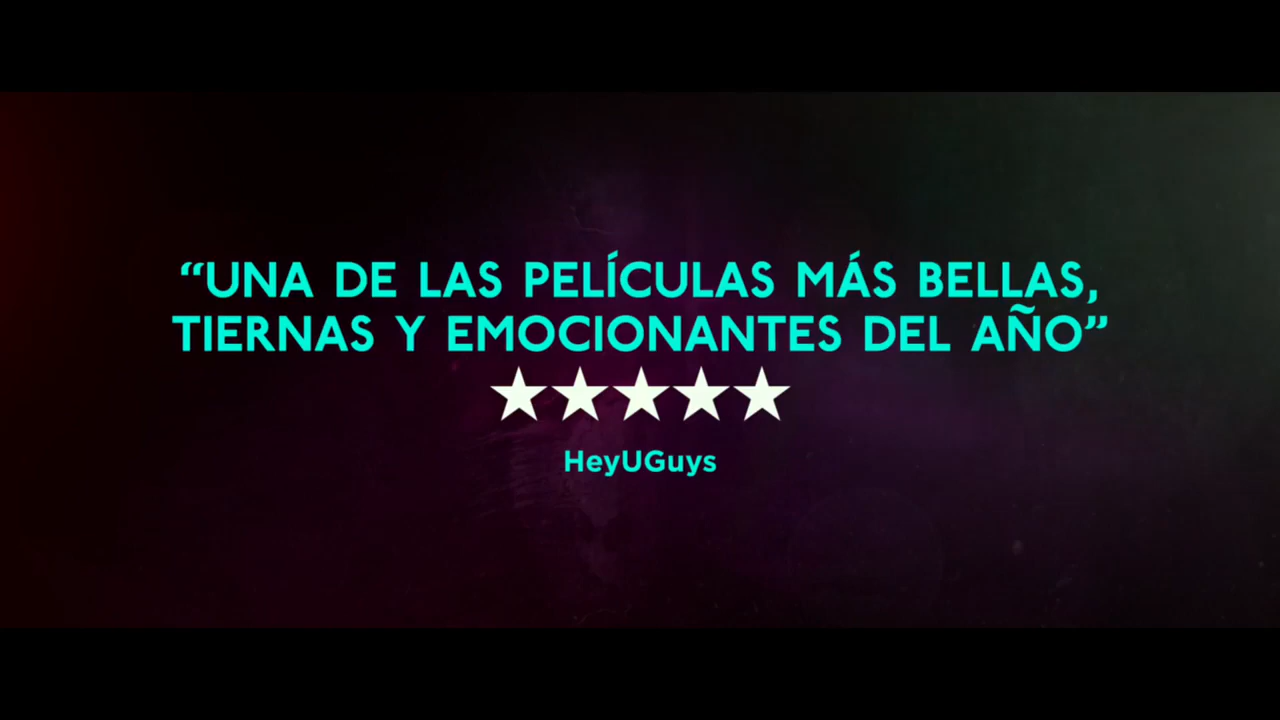 “UNA DE LAS PELÍCULAS MÁS BELLAS,
TIERNAS Y EMOCIONANTES DEL AÑO”
★★★★★
HeyUGuys